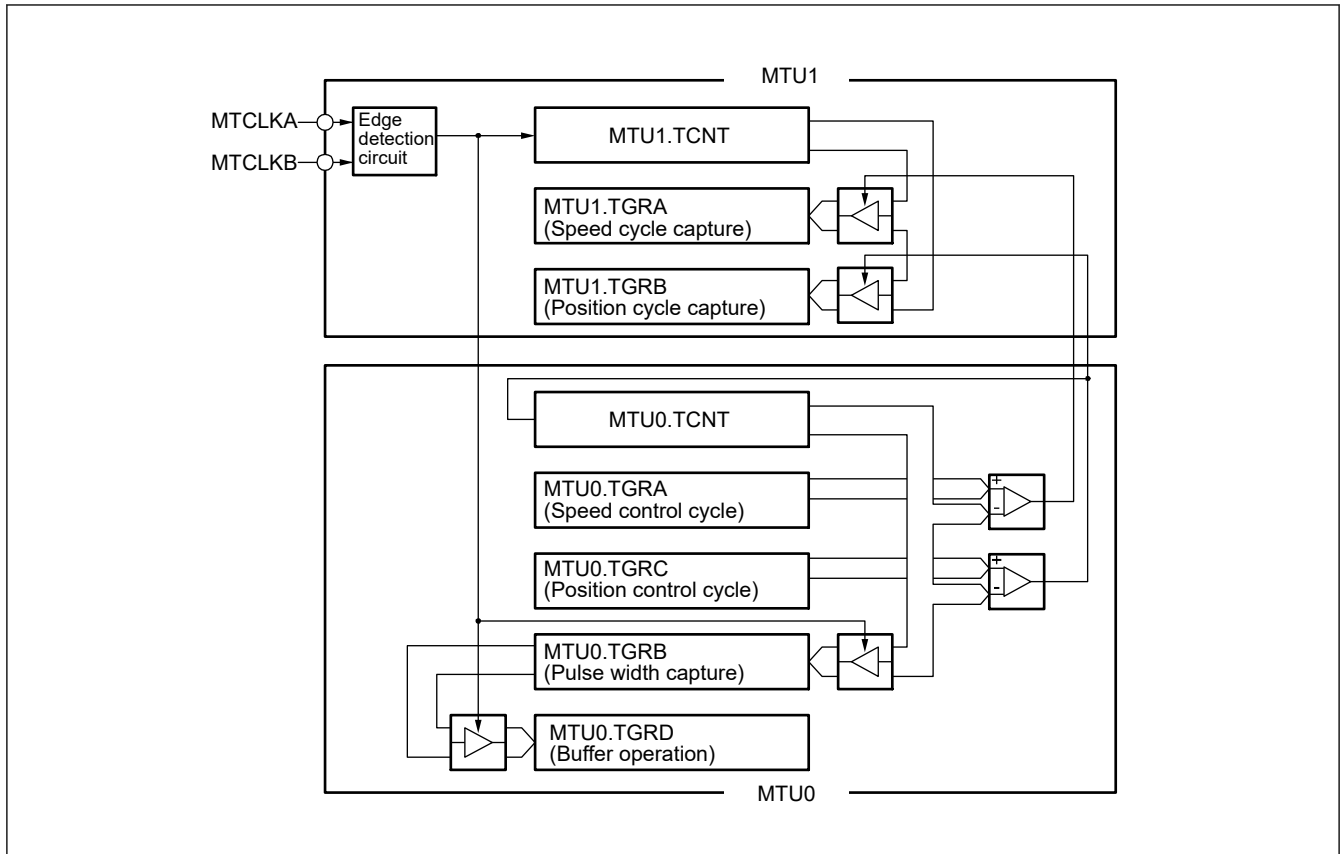 MTU1
MTCLKA
MTCLKB
Edge
detection
circuit
MTU1.TCNT
MTU1.TGRA
(Speed cycle capture)
MTU1.TGRB
(Position cycle capture)
MTU0.TCNT
MTU0.TGRA
(Speed control cycle)
+
-
MTU0.TGRC
(Position control cycle)
+
-
MTU0.TGRB
(Pulse width capture)
MTU0.TGRD
(Buffer operation)
MTU0